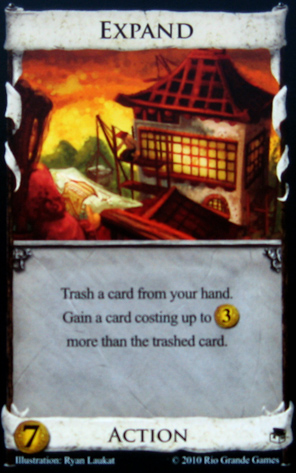 EXPAND
Trash a card from your hand.
Gain a card costing up to 3
more than the trashed card.
7 ACTION
Illustration: Ryan Laukat © 2010 Rio Grande Games